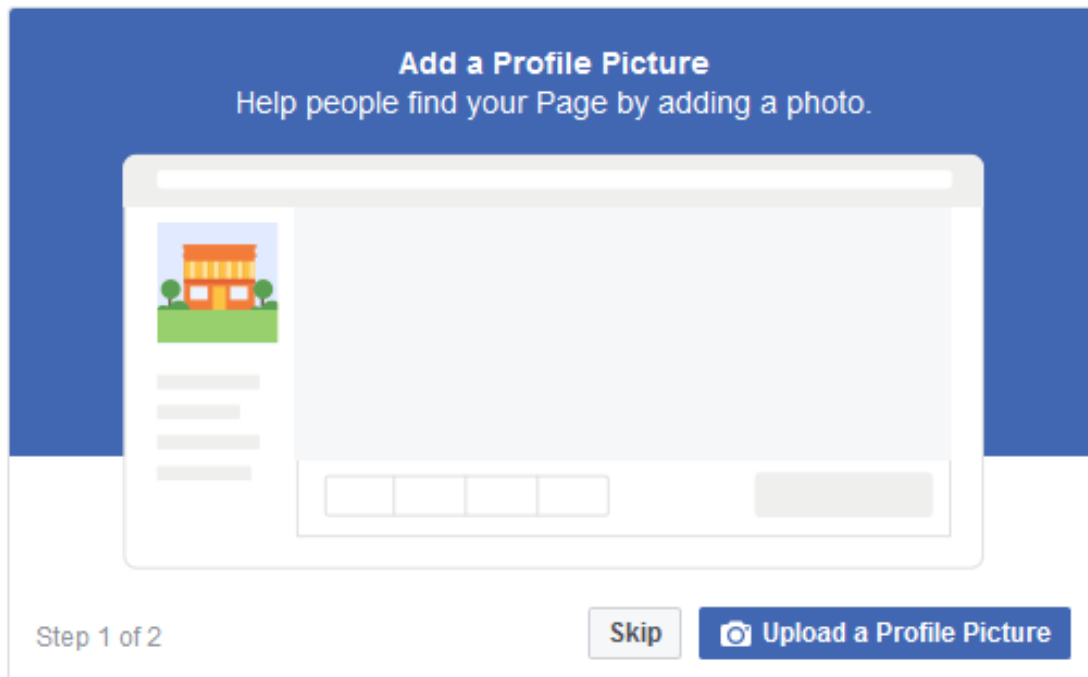 Add a Profile Picture
Help people find your Page by adding a photo.
Step 1 of 2
Skip
Upload a Profile Picture